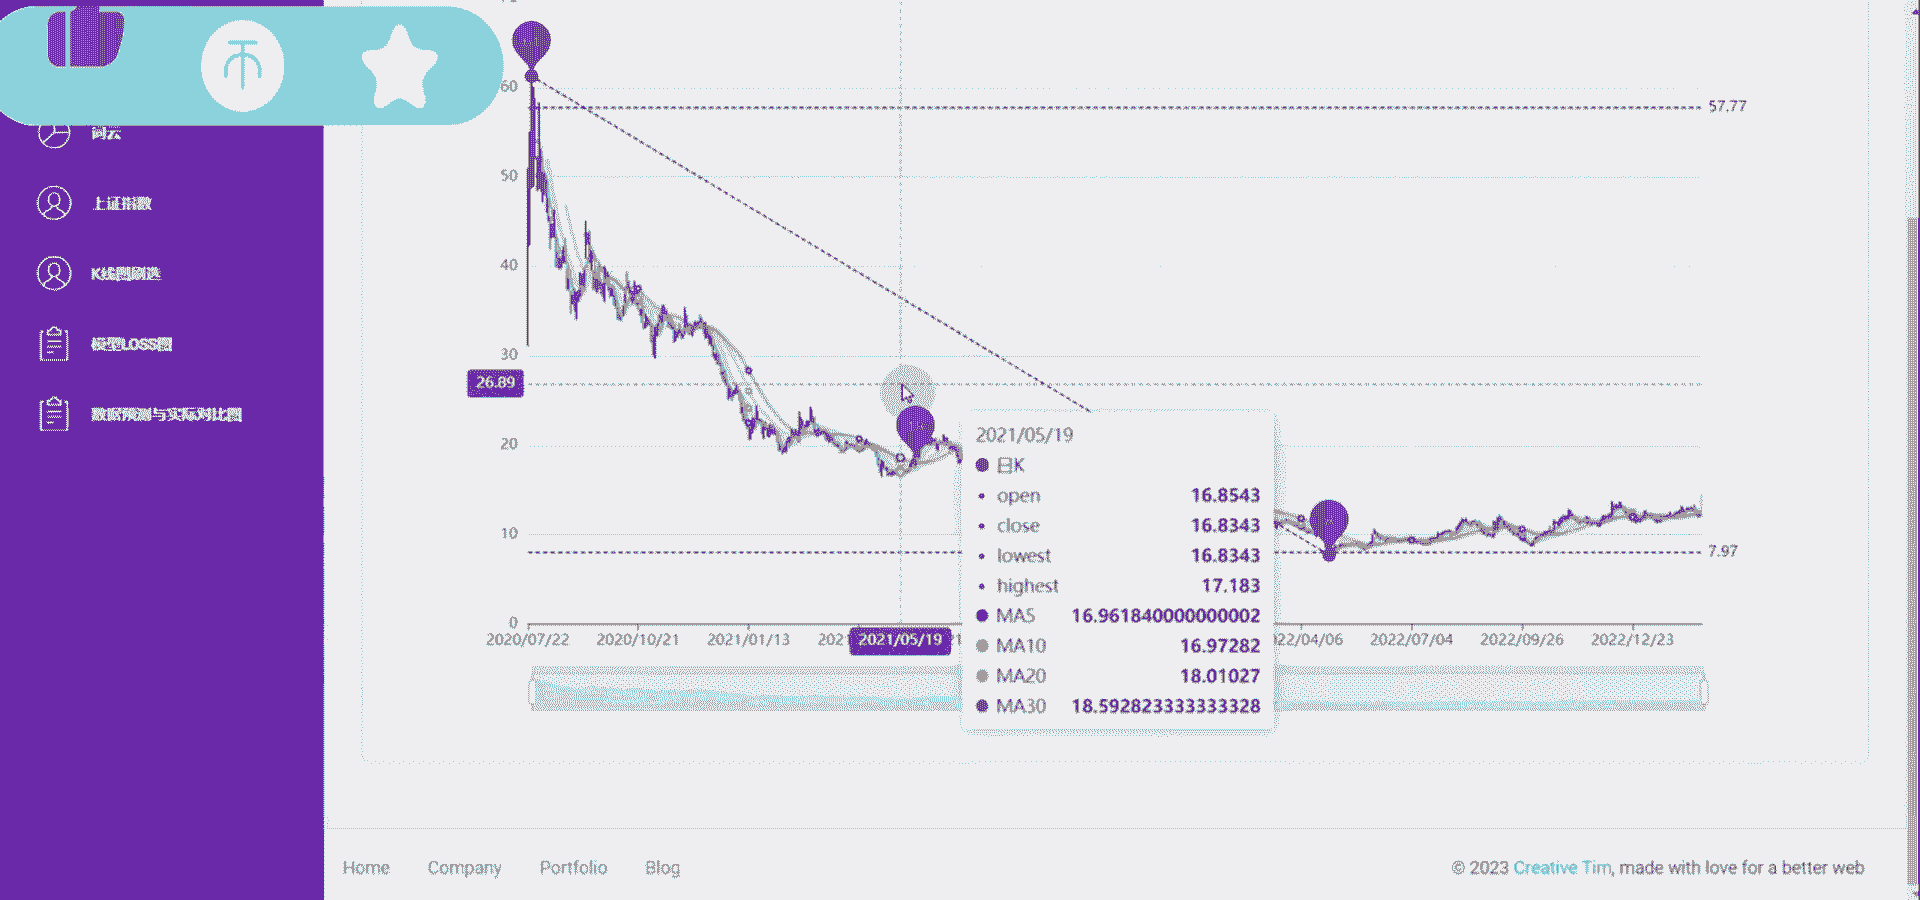 词云
上证指数
K线图刷选
模型LOSS图
数据预测与实际对比图
60
57.77
50
40
30
26.89
20
10
7.97
0
2020/07/22
2020/10/21
2021/01/13
2021/05/19
2022/07/04
2022/09/26
2022/12/23
2021/05/19
日K
open 16.8543
close 16.8343
lowest 16.8343
highest 17.183
MA5 16.961840000000002
MA10 16.97282
MA20 18.01027
MA30 18.592823333333328
Home Company Portfolio Blog
© 2023 Creative Tim, made with love for a better web